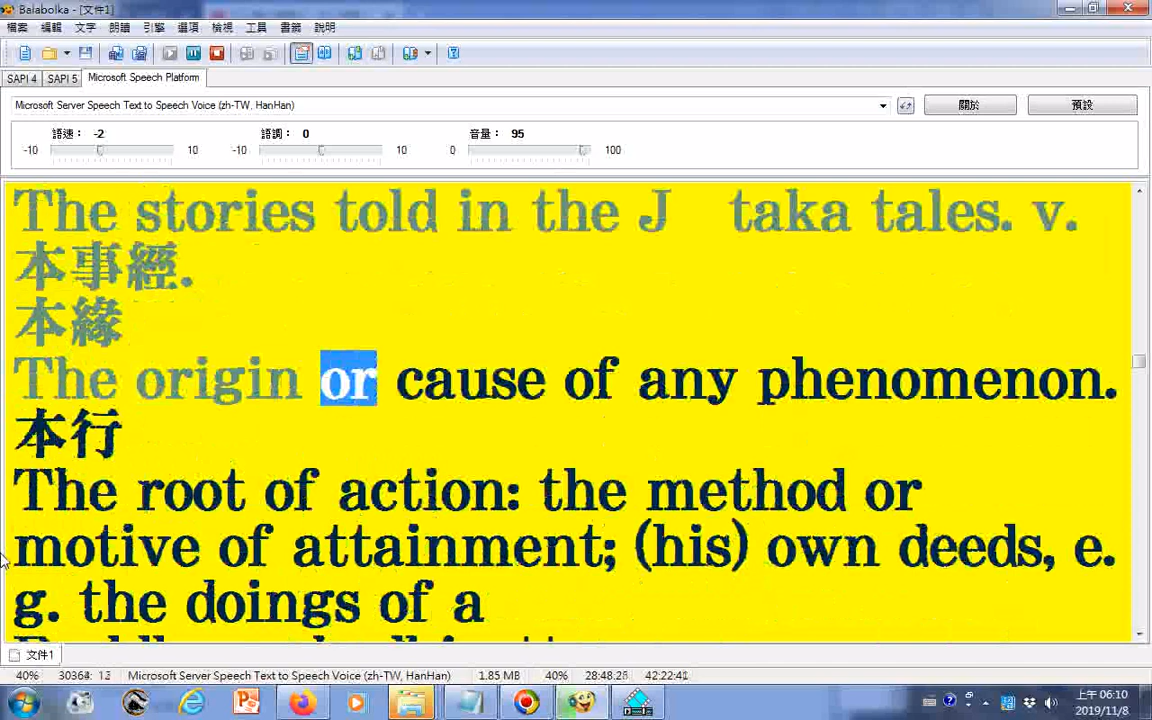 Balabolka - [文件1]
檔案 編輯 文字 朗讀 引擎 選項 檢視 工具 書籤 說明
SAPI 4 SAPI 5 Microsoft Speech Platform
Microsoft Server Speech Text to Speech Voice (zh-TW, HanHan) 關於 預設
語速： -2 語調： 0 音量： 95
-10 10 -10 10 0 100
The stories told in the J taka tales. v.
本事經.
本緣
The origin or cause of any phenomenon.
本行
The root of action: the method or
motive of attainment; (his) own deeds, e.
g. the doings of a
文件1
40% 30364: 13 Microsoft Server Speech Text to Speech Voice (zh-TW, HanHan) 1.85 MB 40% 28:48:28 42:22:41
上午 06:10
2019/11/8